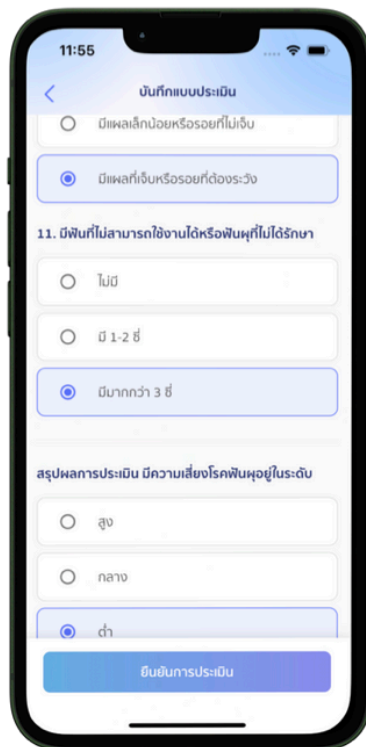 11:55
บันทึกแบบประเมิน
มีแผลเล็กน้อยหรือรอยที่ไม่เจ็บ
มีแผลที่เจ็บหรือรอยที่ต้องระวัง
11. มีฟันที่ไม่สามารถใช้งานได้หรือฟันผุที่ไม่ได้รักษา
ไม่มี
มี 1-2 ซี่
มีมากกว่า 3 ซี่
สรุปผลการประเมิน มีความเสี่ยงโรคฟันผุอยู่ในระดับ
สูง
กลาง
ต่ำ
ยืนยันการประเมิน